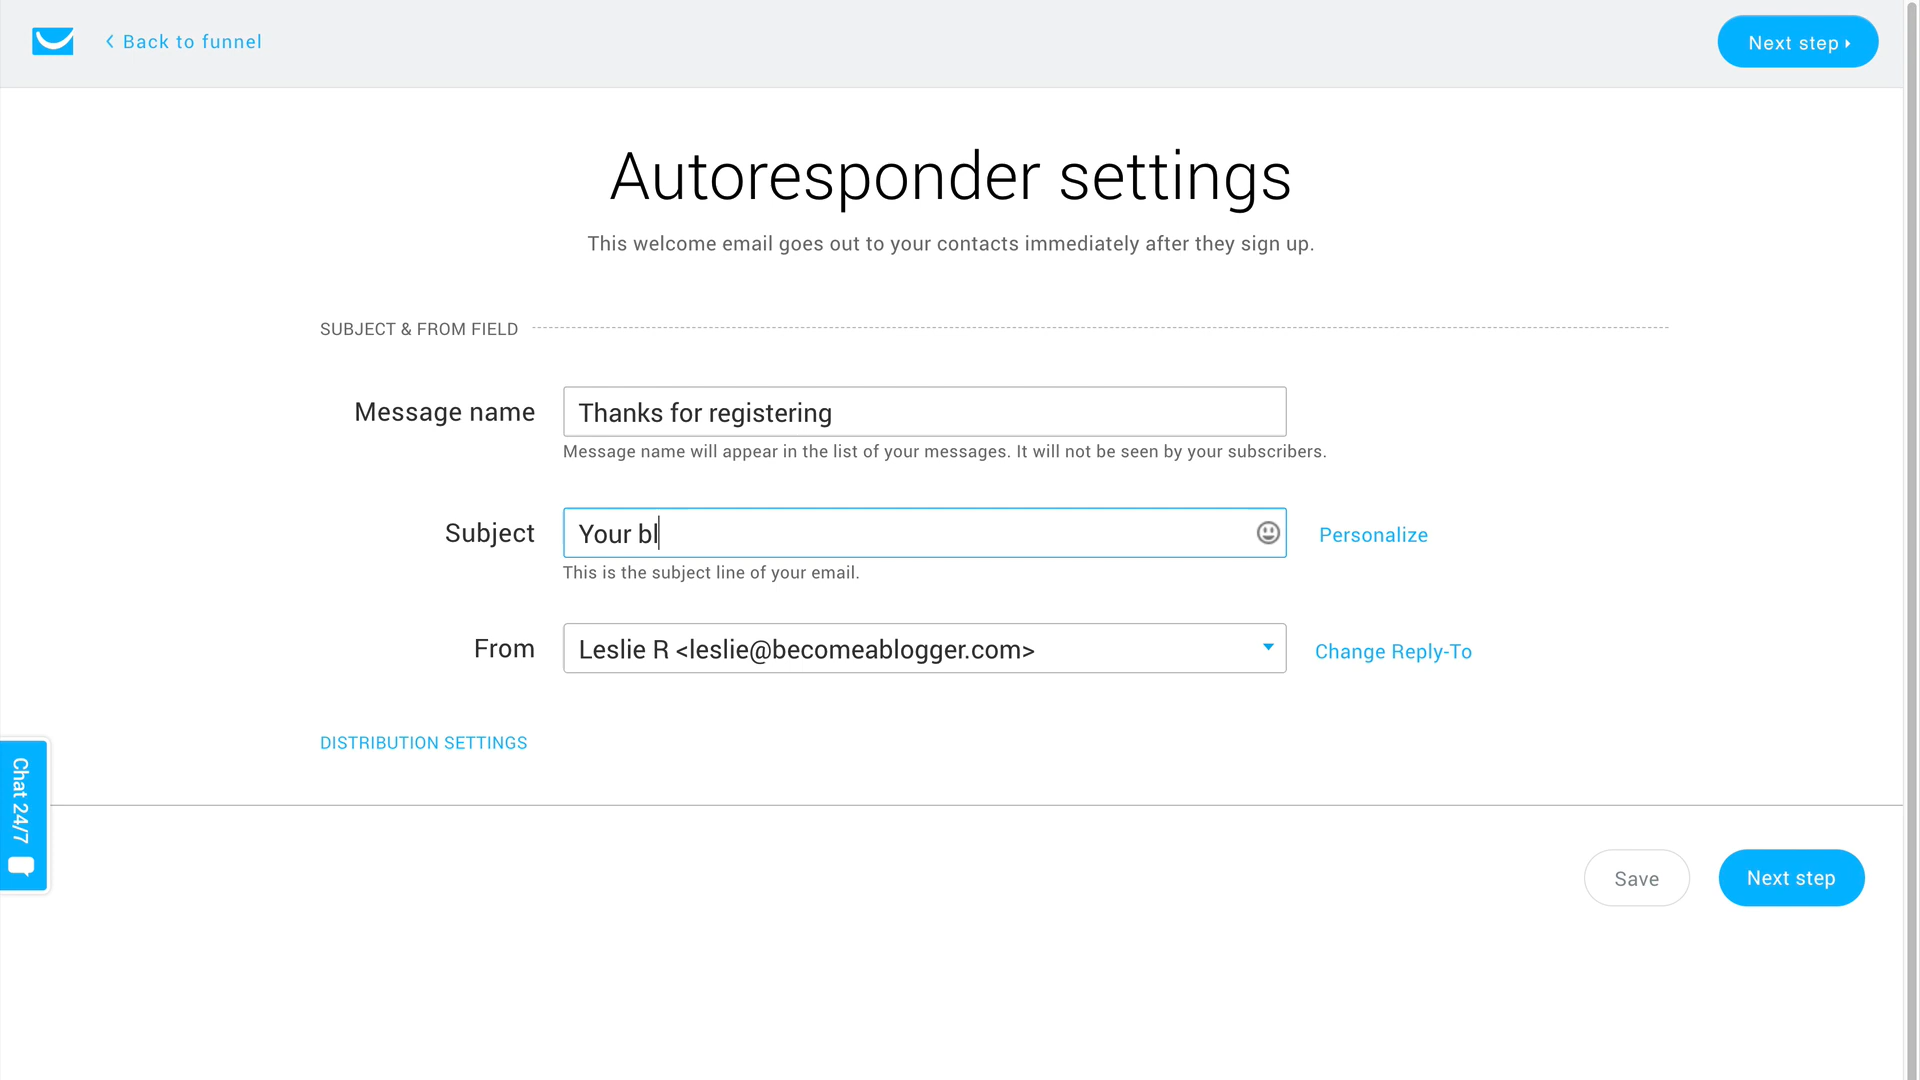 Back to funnel
Next step
Autoresponder settings
This welcome email goes out to your contacts immediately after they sign up.
SUBJECT & FROM FIELD
Message name
Thanks for registering
Message name will appear in the list of your messages. It will not be seen by your subscribers.
Subject
Your bl
Personalize
This is the subject line of your email.
From
Leslie R <leslie@becomeablogger.com>
Change Reply-To
DISTRIBUTION SETTINGS
Chat 24/7
Save
Next step